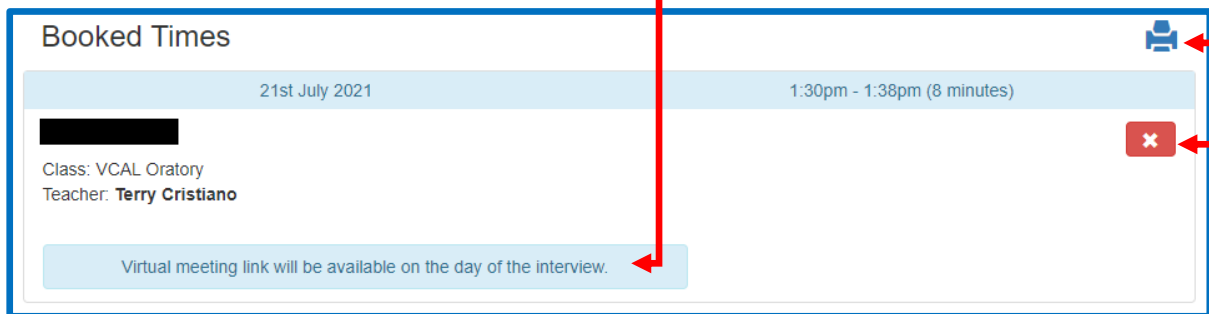 Booked Times
21st July 2021 1:30pm - 1:38pm (8 minutes)
Class: VCAL Oratory
Teacher: Terry Cristiano
Virtual meeting link will be available on the day of the interview.